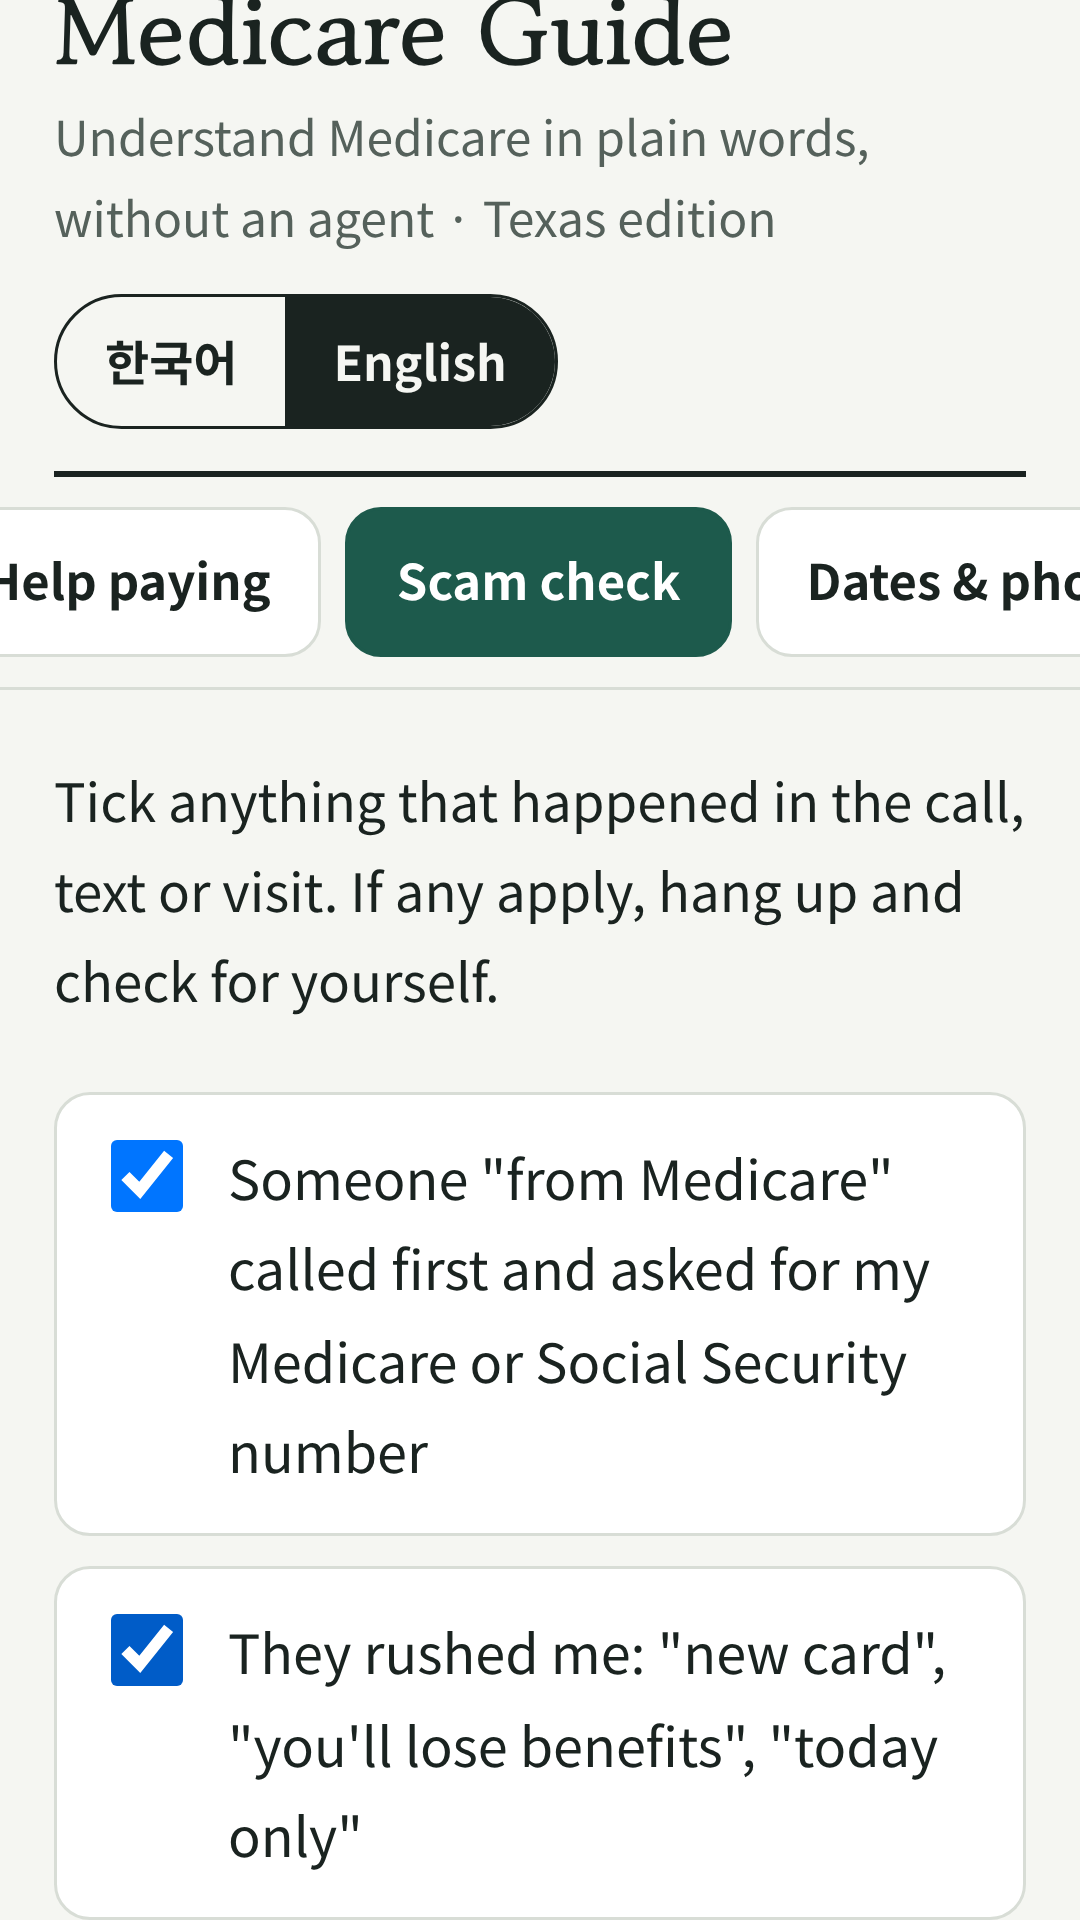 Medicare Guide
Understand Medicare in plain words,
without an agent · Texas edition
한국어 English
Help paying Scam check Dates &
Tick anything that happened in the call,
text or visit. If any apply, hang up and
check for yourself.
Someone "from Medicare"
called first and asked for my
Medicare or Social Security
number
They rushed me: "new card",
"you'll lose benefits", "today
only"